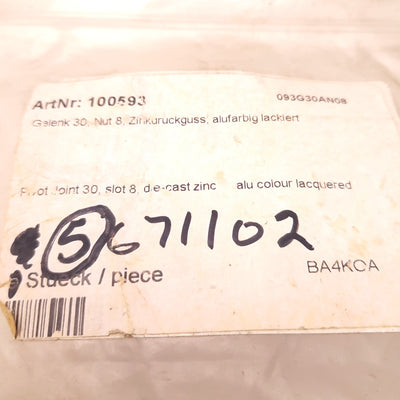 ArtNr: 100593
093G30AN08
Gelenk 30, Nut 8, Zinkdruckguss, alufarbig lackiert
Pivot Joint 30, slot 8, die-cast zinc alu colour lacquered
5 671102
Stueck / piece
BA4KCA